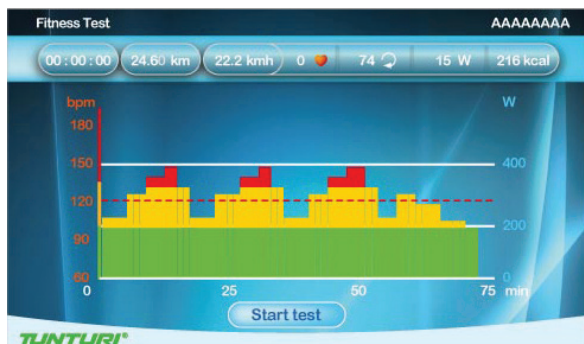 Fitness Test AAAAAAAA
00:00:00 24.60 km 22.2 kmh 0 74 15 W 216 kcal
bpm W
180
150 400
120
90 200
60 0
0 25 50 75 min
Start test
TUNTURI®